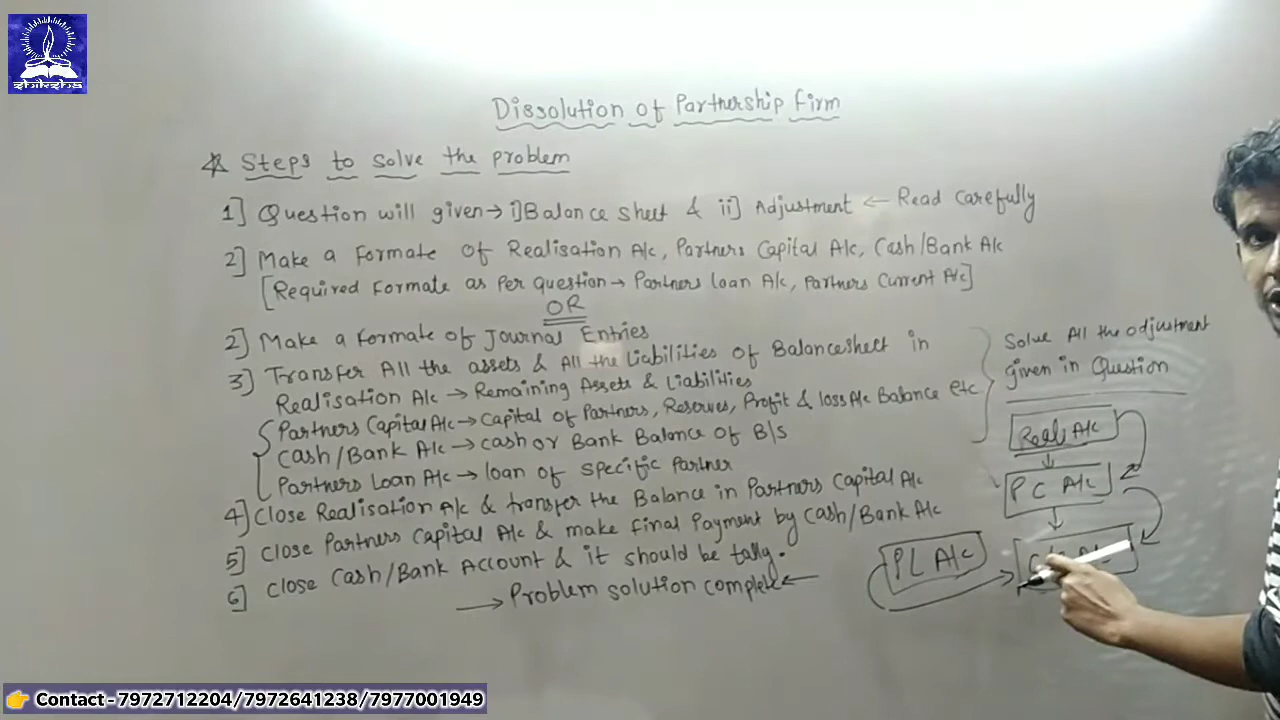 shiksha
Dissolution of Partnership Firm
☆ Steps to solve the problem
1] Question will given → i] Balance sheet & ii] Adjustment ← Read Carefully
2] Make a Formate of Realisation A/c, Partners Capital A/c, Cash/Bank A/c
[Required Formate as Per question → Partners loan A/c, Partners Current A/c]
OR
2] Make a Formate of Journal Entries
3] Transfer All the assets & All the Liabilities of Balancesheet in
Realisation A/c → Remaining Assets & Liabilities
Partners Capital A/c → Capital of Partners, Reserves, Profit & loss A/c Balance etc
Cash/Bank A/c → cash or Bank Balance of B/s
Partners Loan A/c → loan of specific Partner
4] Close Realisation A/c & transfer the Balance in Partners Capital A/c
5] Close Partners Capital A/c & make final Payment by Cash/Bank A/c
6] Close Cash/Bank Account & it should be tally.
→ Problem solution complete ←
Solve All the adjustment
given in Question
Real A/c
P C A/c
PL A/c
Contact - 7972712204/7972641238/7977001949